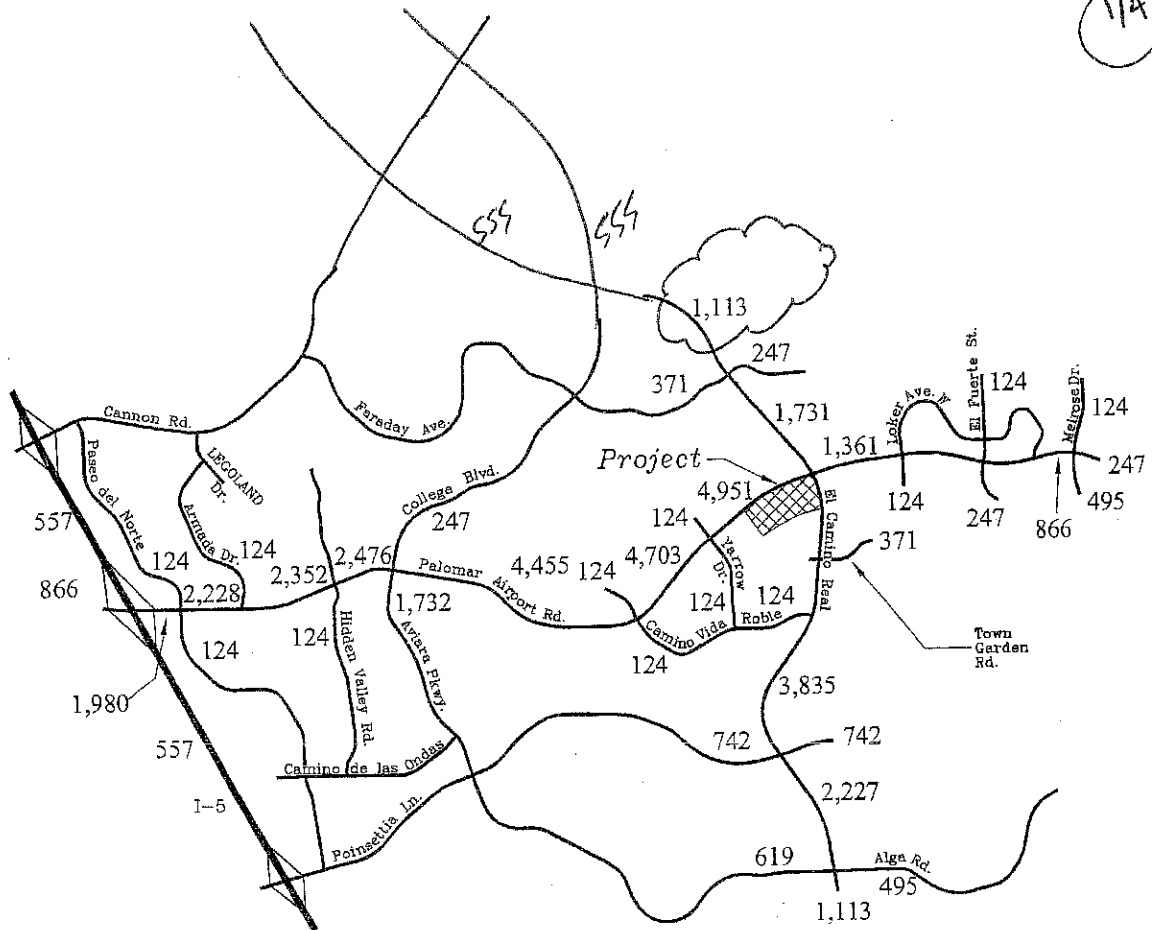 1/4
555
555
1,113
247
371
1,731
Loker Ave. W
El Fuerte St.
124
Melrose Dr.
124
Cannon Rd.
Faraday Ave.
1,361
Project
247
LEGOLAND
Dr.
Paseo del Norte
College Blvd.
4,951
124
247
495
866
557
Armada Dr.
247
124
El Camino Real
371
124
124
2,476
4,455
4,703
Yarrow
Dr.
866
2,228
2,352
Palomar
Airport Rd.
124
124
124
1,732
Camino Vida
Roble
124
Hidden Valley Rd.
124
Aviara Pkwy.
124
Town
Garden
Rd.
1,980
3,835
557
742
742
Camino de las Ondas
2,227
I-5
Poinsettia Ln.
619
Alga Rd.
495
1,113